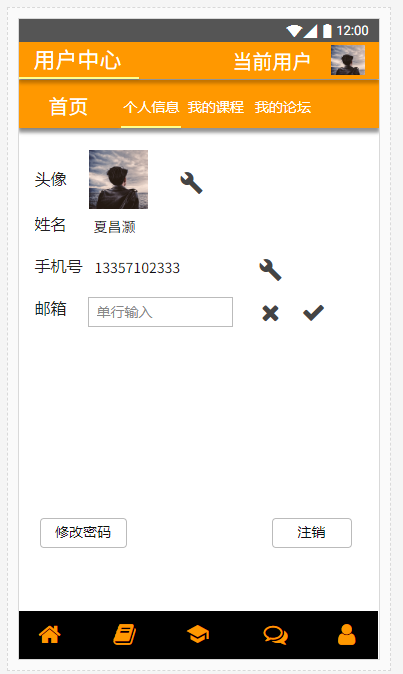 12:00
用户中心 当前用户
首页 个人信息 我的课程 我的论坛
头像
姓名 夏昌灏
手机号 13357102333
邮箱 单行输入
修改密码 注销